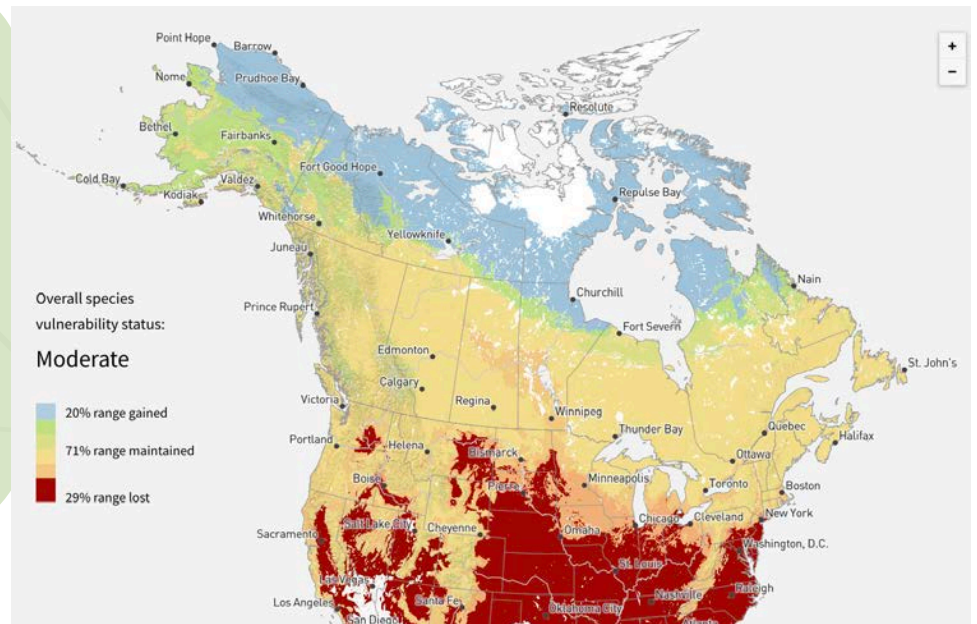 Point Hope
Barrow
Prudhoe Bay
Nome
Resolute
Bethel
Fairbanks
Fort Good Hope
Cold Bay
Valdez
Kodiak
Repulse Bay
Whitehorse
Yellowknife
Juneau
Nain
Churchill
Prince Rupert
Fort Severn
Overall species
vulnerability status:
Moderate
Edmonton
St. John's
Calgary
Victoria
Regina
Winnipeg
20% range gained
Portland
Helena
Thunder Bay
Quebec
Halifax
71% range maintained
Bismarck
Ottawa
Boise
Pierre
Minneapolis
Toronto
Boston
29% range lost
Salt Lake City
Cheyenne
Omaha
Chicago
Cleveland
New York
Sacramento
Washington, D.C.
St. Louis
Las Vegas
Raleigh
Los Angeles
Santa Fe
Nashville
Oklahoma City
San Diego
Atlanta
+
−